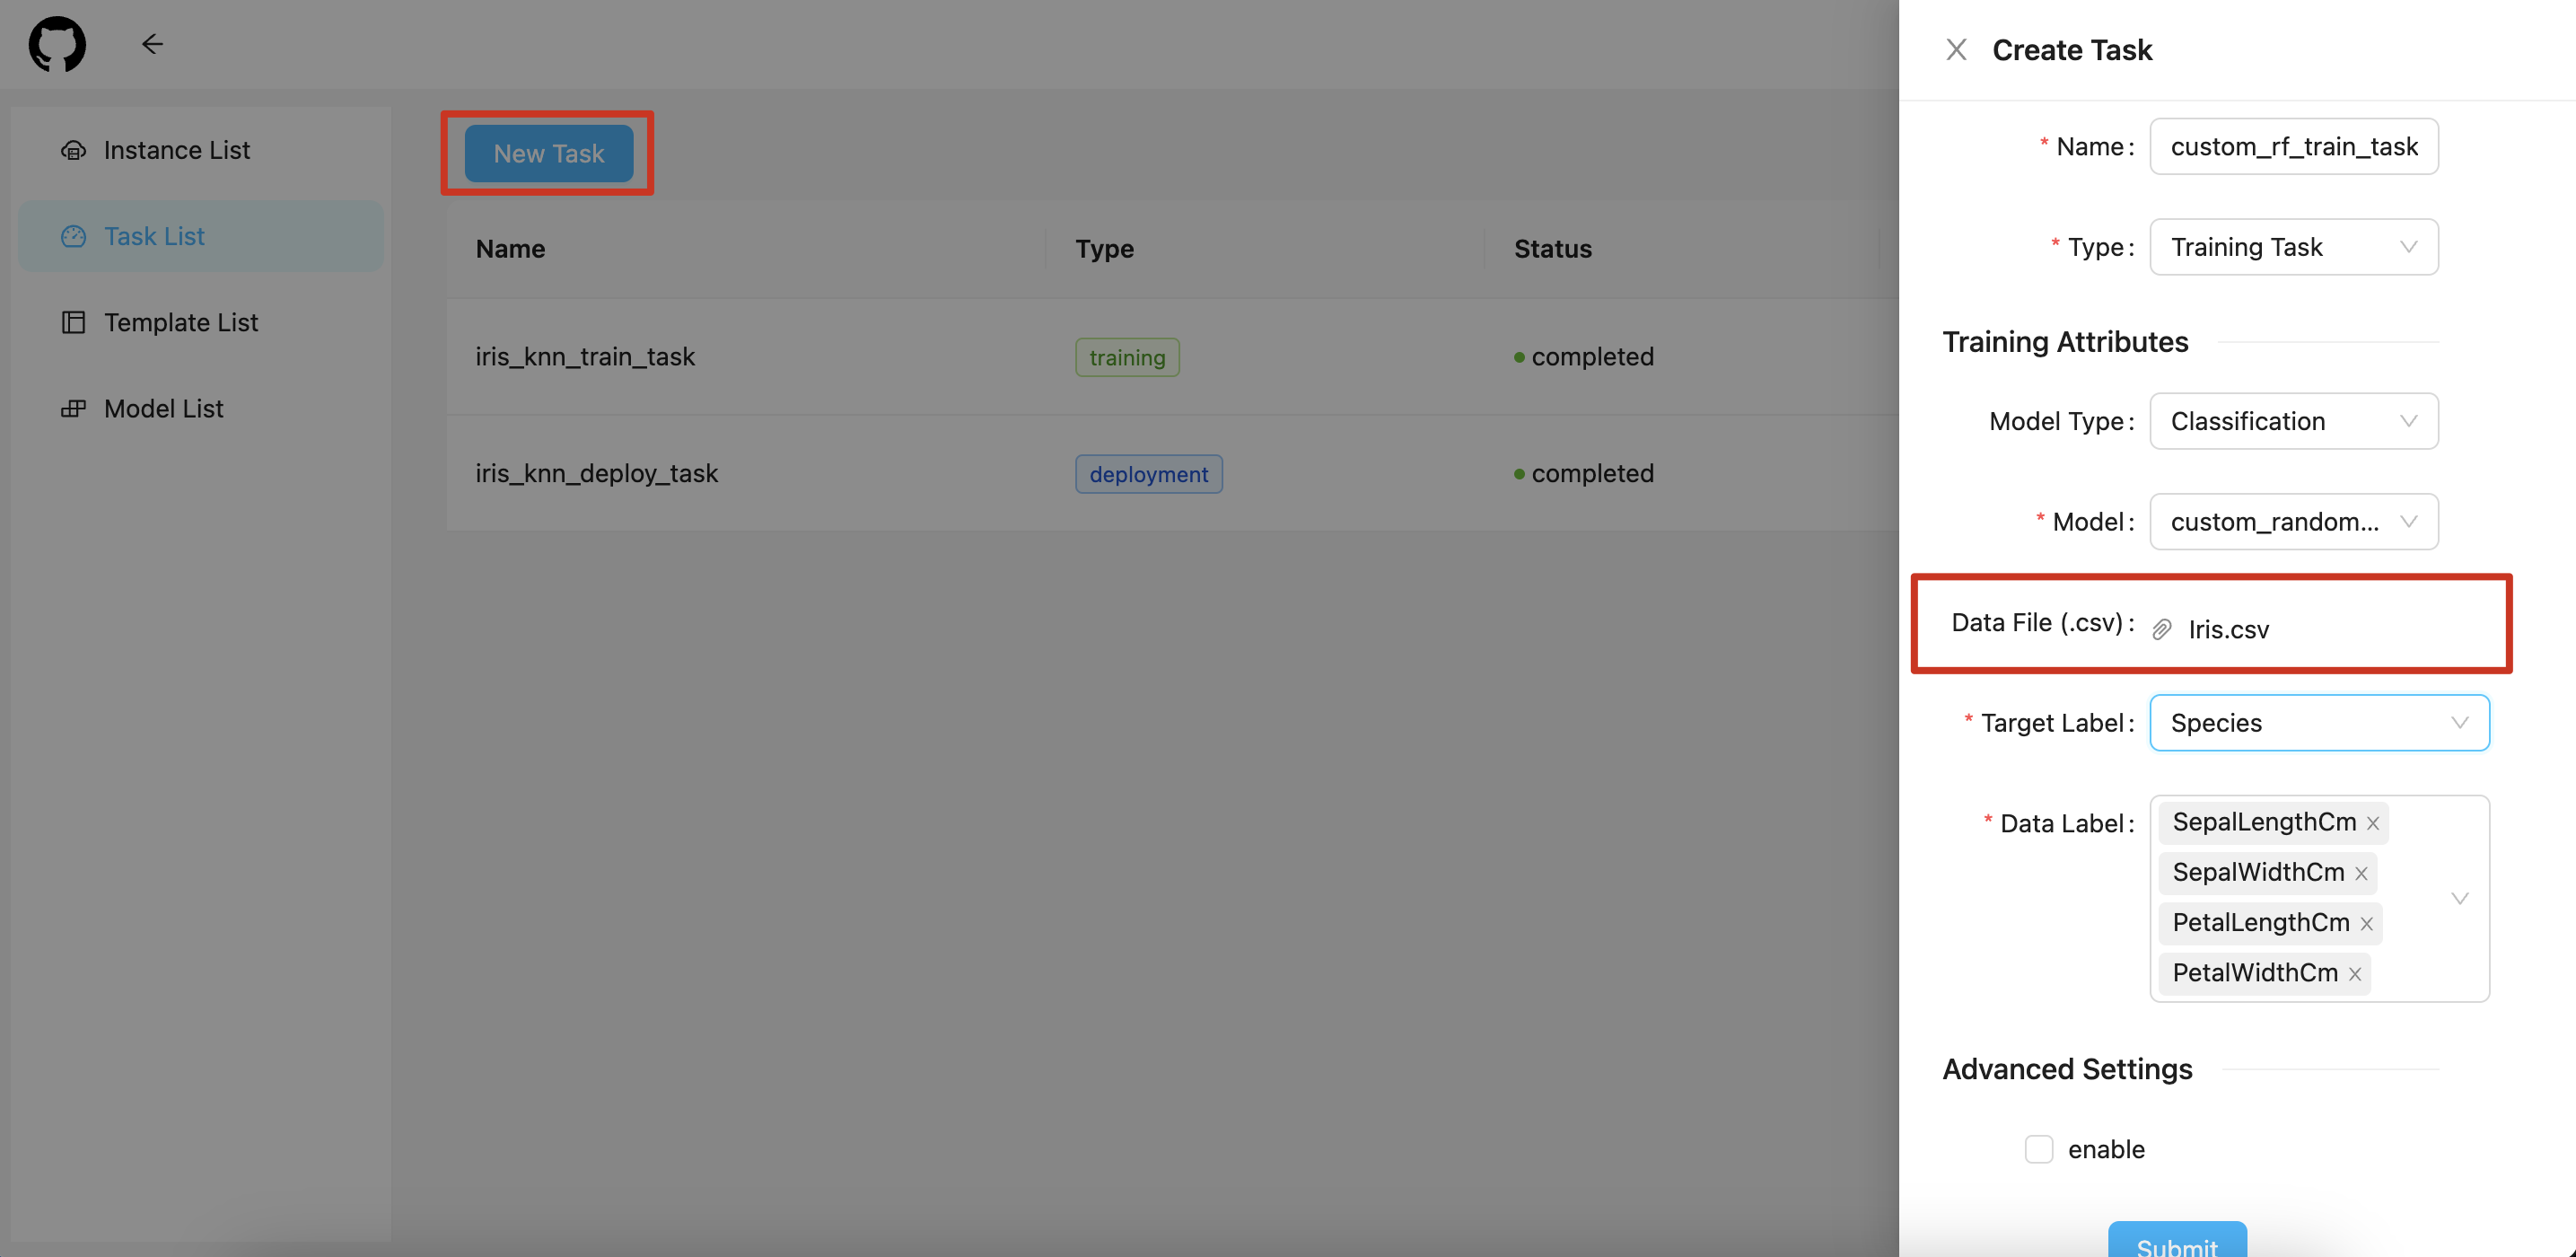 Instance List
Task List
Template List
Model List
New Task
Name Type Status
iris_knn_train_task training completed
iris_knn_deploy_task deployment completed
Create Task
* Name: custom_rf_train_task
* Type: Training Task
Training Attributes
Model Type: Classification
* Model: custom_random...
Data File (.csv): Iris.csv
* Target Label: Species
* Data Label: SepalLengthCm
SepalWidthCm
PetalLengthCm
PetalWidthCm
Advanced Settings
enable
Submit